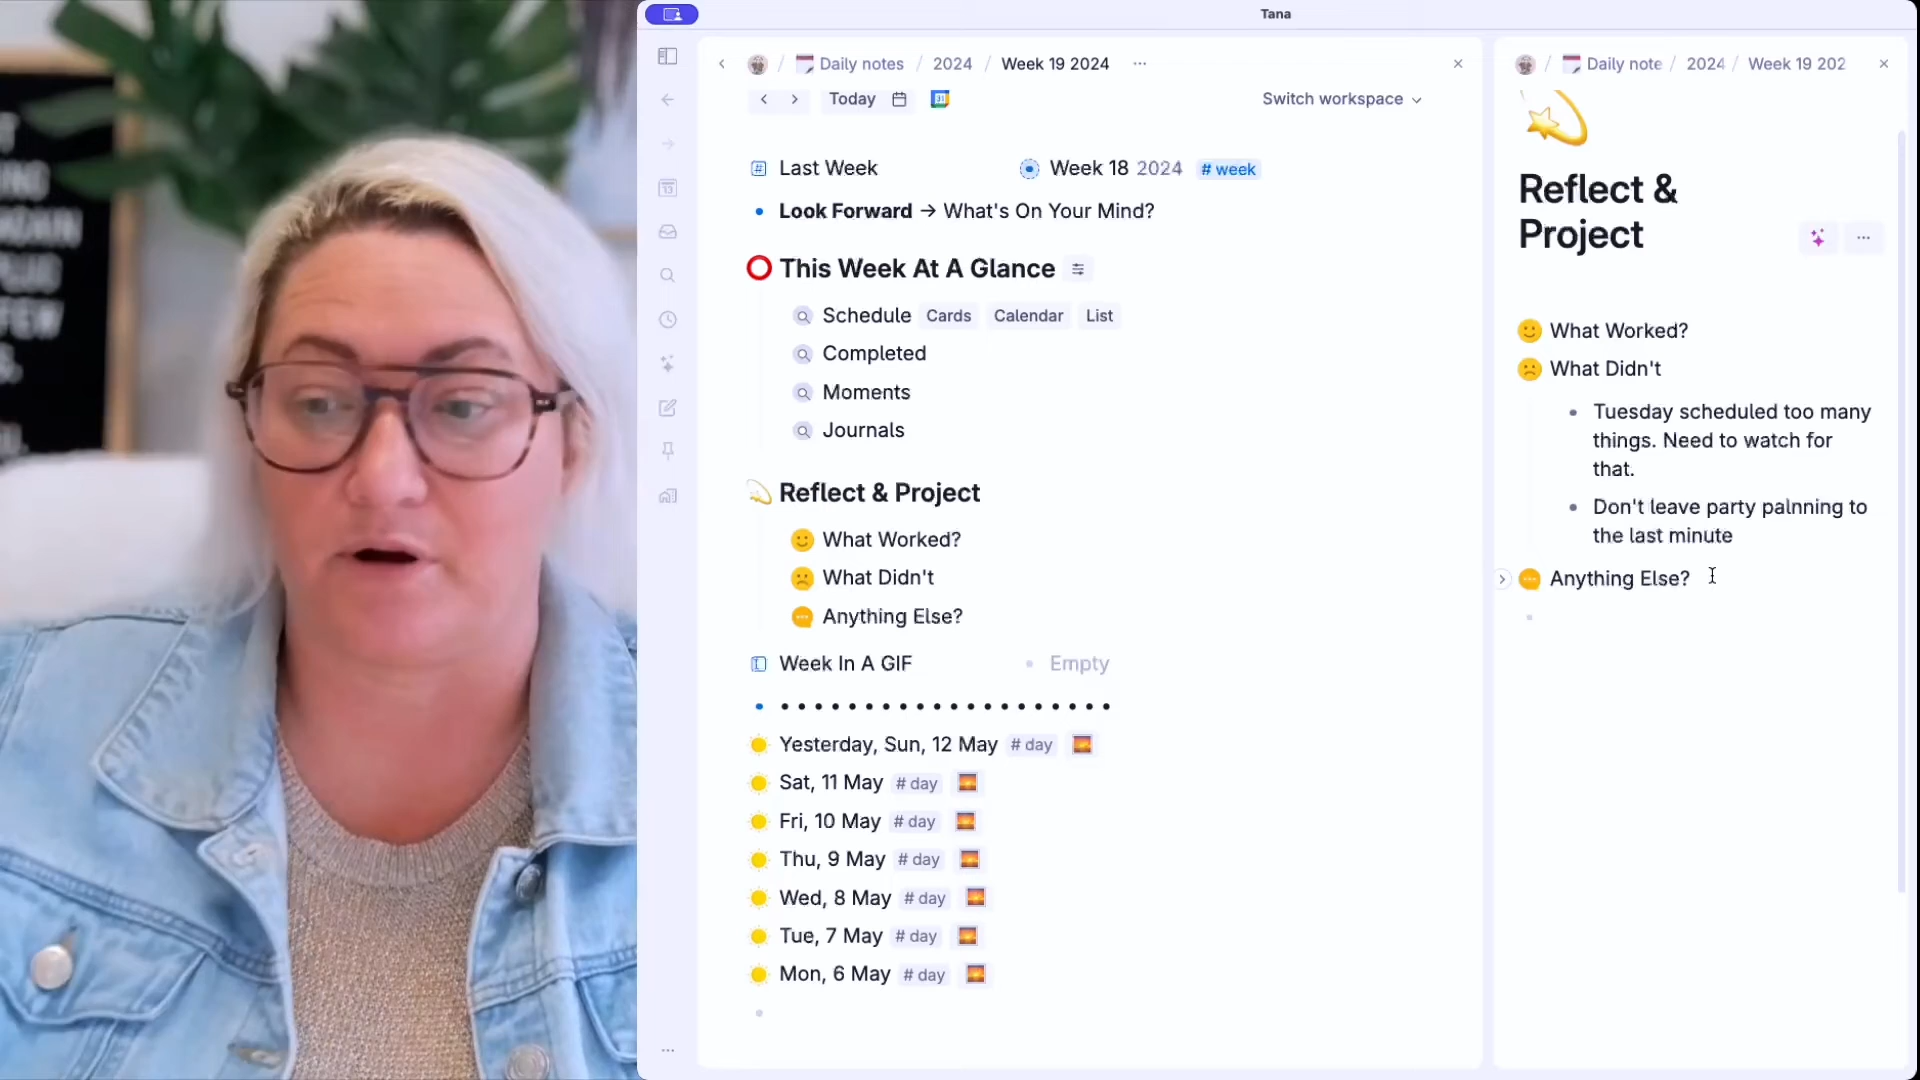 Tana
Daily notes / 2024 / Week 19 2024
Today
Switch workspace
Last Week
Week 18 2024 # week
Look Forward → What's On Your Mind?
This Week At A Glance
Schedule Cards Calendar List
Completed
Moments
Journals
Reflect & Project
What Worked?
What Didn't
Anything Else?
Week In A GIF
Empty
Yesterday, Sun, 12 May # day
Sat, 11 May # day
Fri, 10 May # day
Thu, 9 May # day
Wed, 8 May # day
Tue, 7 May # day
Mon, 6 May # day
Daily note / 2024 / Week 19 202
Reflect &
Project
What Worked?
What Didn't
Tuesday scheduled too many
things. Need to watch for
that.
Don't leave party palnning to
the last minute
Anything Else?